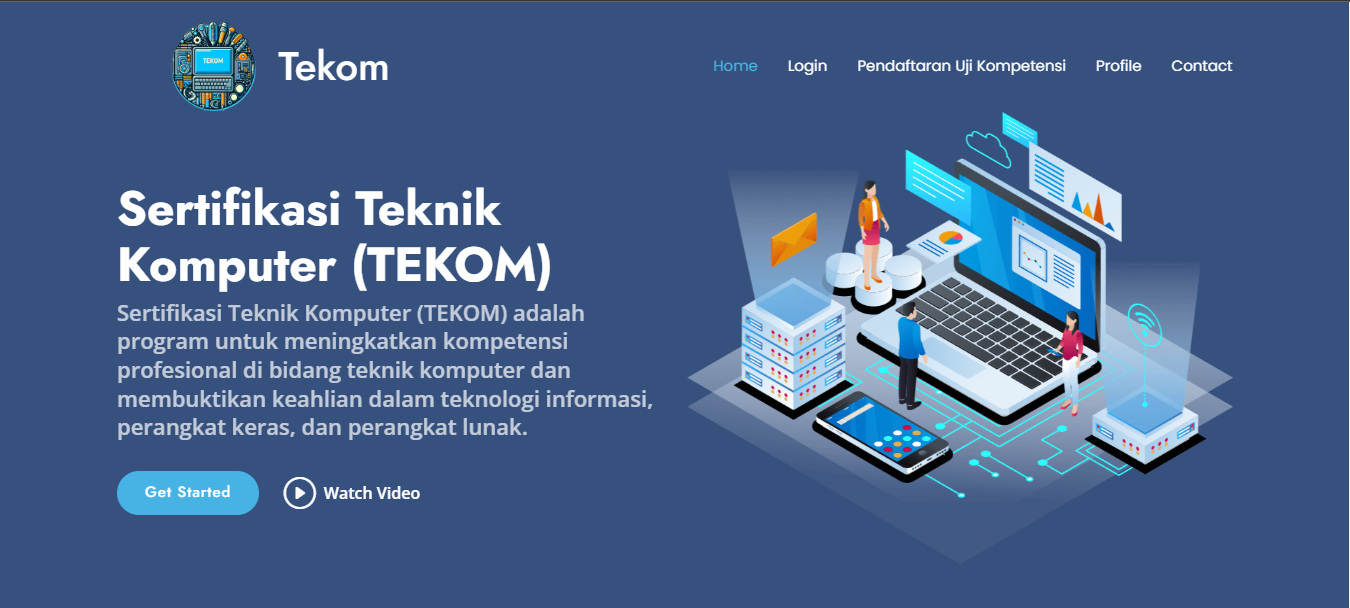 TEKOM
Tekom
Home
Login
Pendaftaran Uji Kompetensi
Profile
Contact
Sertifikasi Teknik
Komputer (TEKOM)
Sertifikasi Teknik Komputer (TEKOM) adalah
program untuk meningkatkan kompetensi
profesional di bidang teknik komputer dan
membuktikan keahlian dalam teknologi informasi,
perangkat keras, dan perangkat lunak.
Get Started
Watch Video